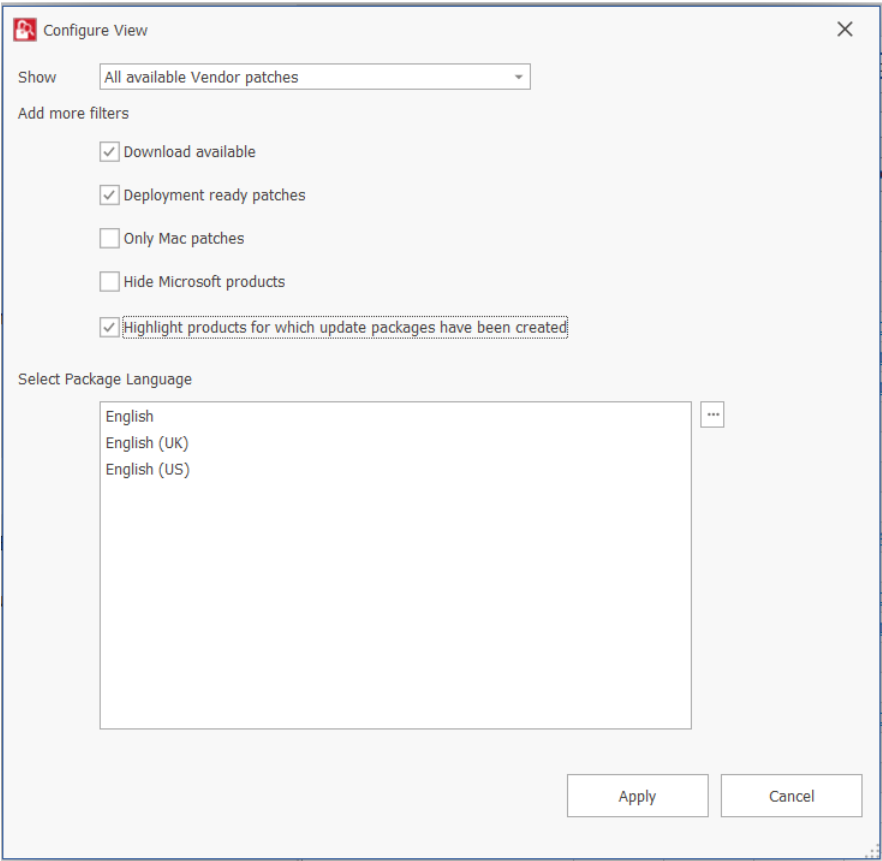 Configure View
Show All available Vendor patches
Add more filters
Download available
Deployment ready patches
Only Mac patches
Hide Microsoft products
Highlight products for which update packages have been created
Select Package Language
English
...
English (UK)
English (US)
Apply Cancel